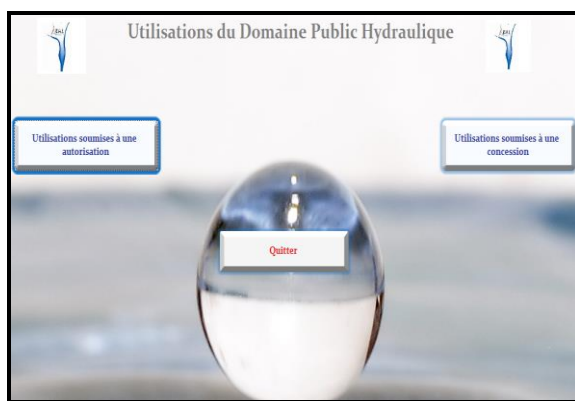 Utilisations du Domaine Public Hydraulique
Utilisations soumises à une
autorisation
Utilisations soumises à une
concession
Quitter